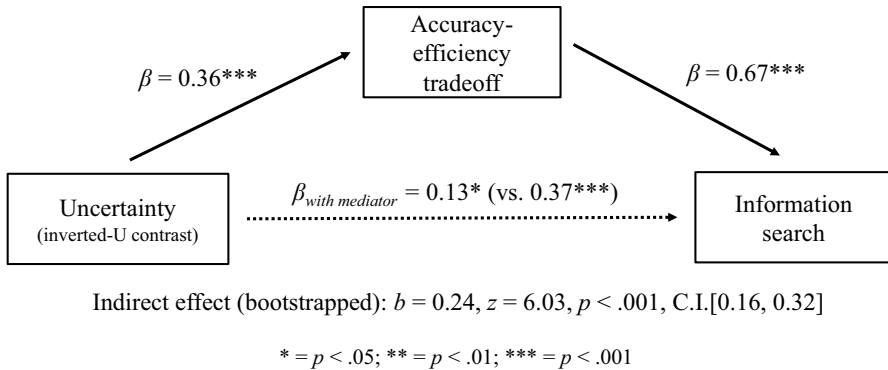 Accuracy-
efficiency
tradeoff
β = 0.36***
β = 0.67***
Uncertainty
(inverted-U contrast)
β with mediator = 0.13* (vs. 0.37***)
Information
search
Indirect effect (bootstrapped): b = 0.24, z = 6.03, p < .001, C.I.[0.16, 0.32]
* = p < .05; ** = p < .01; *** = p < .001